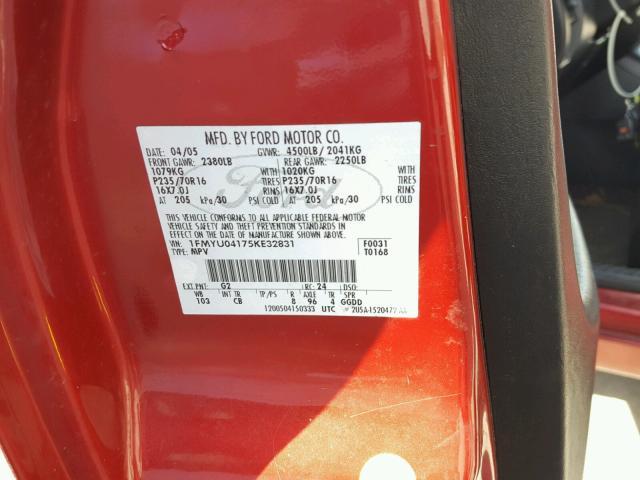 MFD. BY FORD MOTOR CO.
DATE: 04/05 GVWR: 4500LB/ 2041KG
FRONT GAWR: 2380LB REAR GAWR: 2250LB
1079KG WITH 1020KG WITH
P235/70R16 TIRES P235/70R16 TIRES
16X7.0J RIMS 16X7.0J RIMS
AT 205 kPa/30 PSI COLD AT 205 kPa/30 PSI COLD
Ford
THIS VEHICLE CONFORMS TO ALL APPLICABLE FEDERAL MOTOR
VEHICLE SAFETY AND THEFT PREVENTION STANDARDS IN EFFECT
ON THE DATE OF MANUFACTURE SHOWN ABOVE.
VIN: 1FMYU04175KE32831 F0031
TYPE: MPV T0168
EXT PNT: G2 RC: 24 DSO:
WB INT TR TP/PS R AXLE TR SPR
103 CB 8 96 4 GGDD
1200504150333 UTC